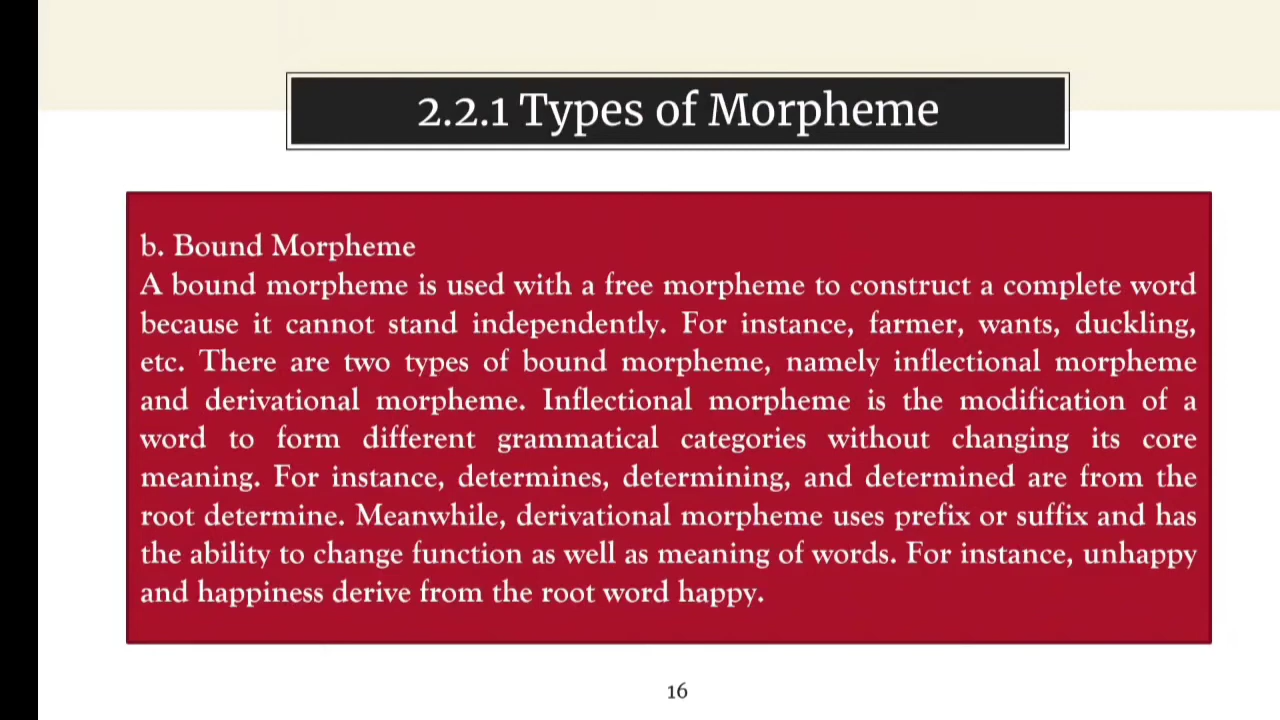 2.2.1 Types of Morpheme
b. Bound Morpheme
A bound morpheme is used with a free morpheme to construct a complete word
because it cannot stand independently. For instance, farmer, wants, duckling,
etc. There are two types of bound morpheme, namely inflectional morpheme
and derivational morpheme. Inflectional morpheme is the modification of a
word to form different grammatical categories without changing its core
meaning. For instance, determines, determining, and determined are from the
root determine. Meanwhile, derivational morpheme uses prefix or suffix and has
the ability to change function as well as meaning of words. For instance, unhappy
and happiness derive from the root word happy.
16